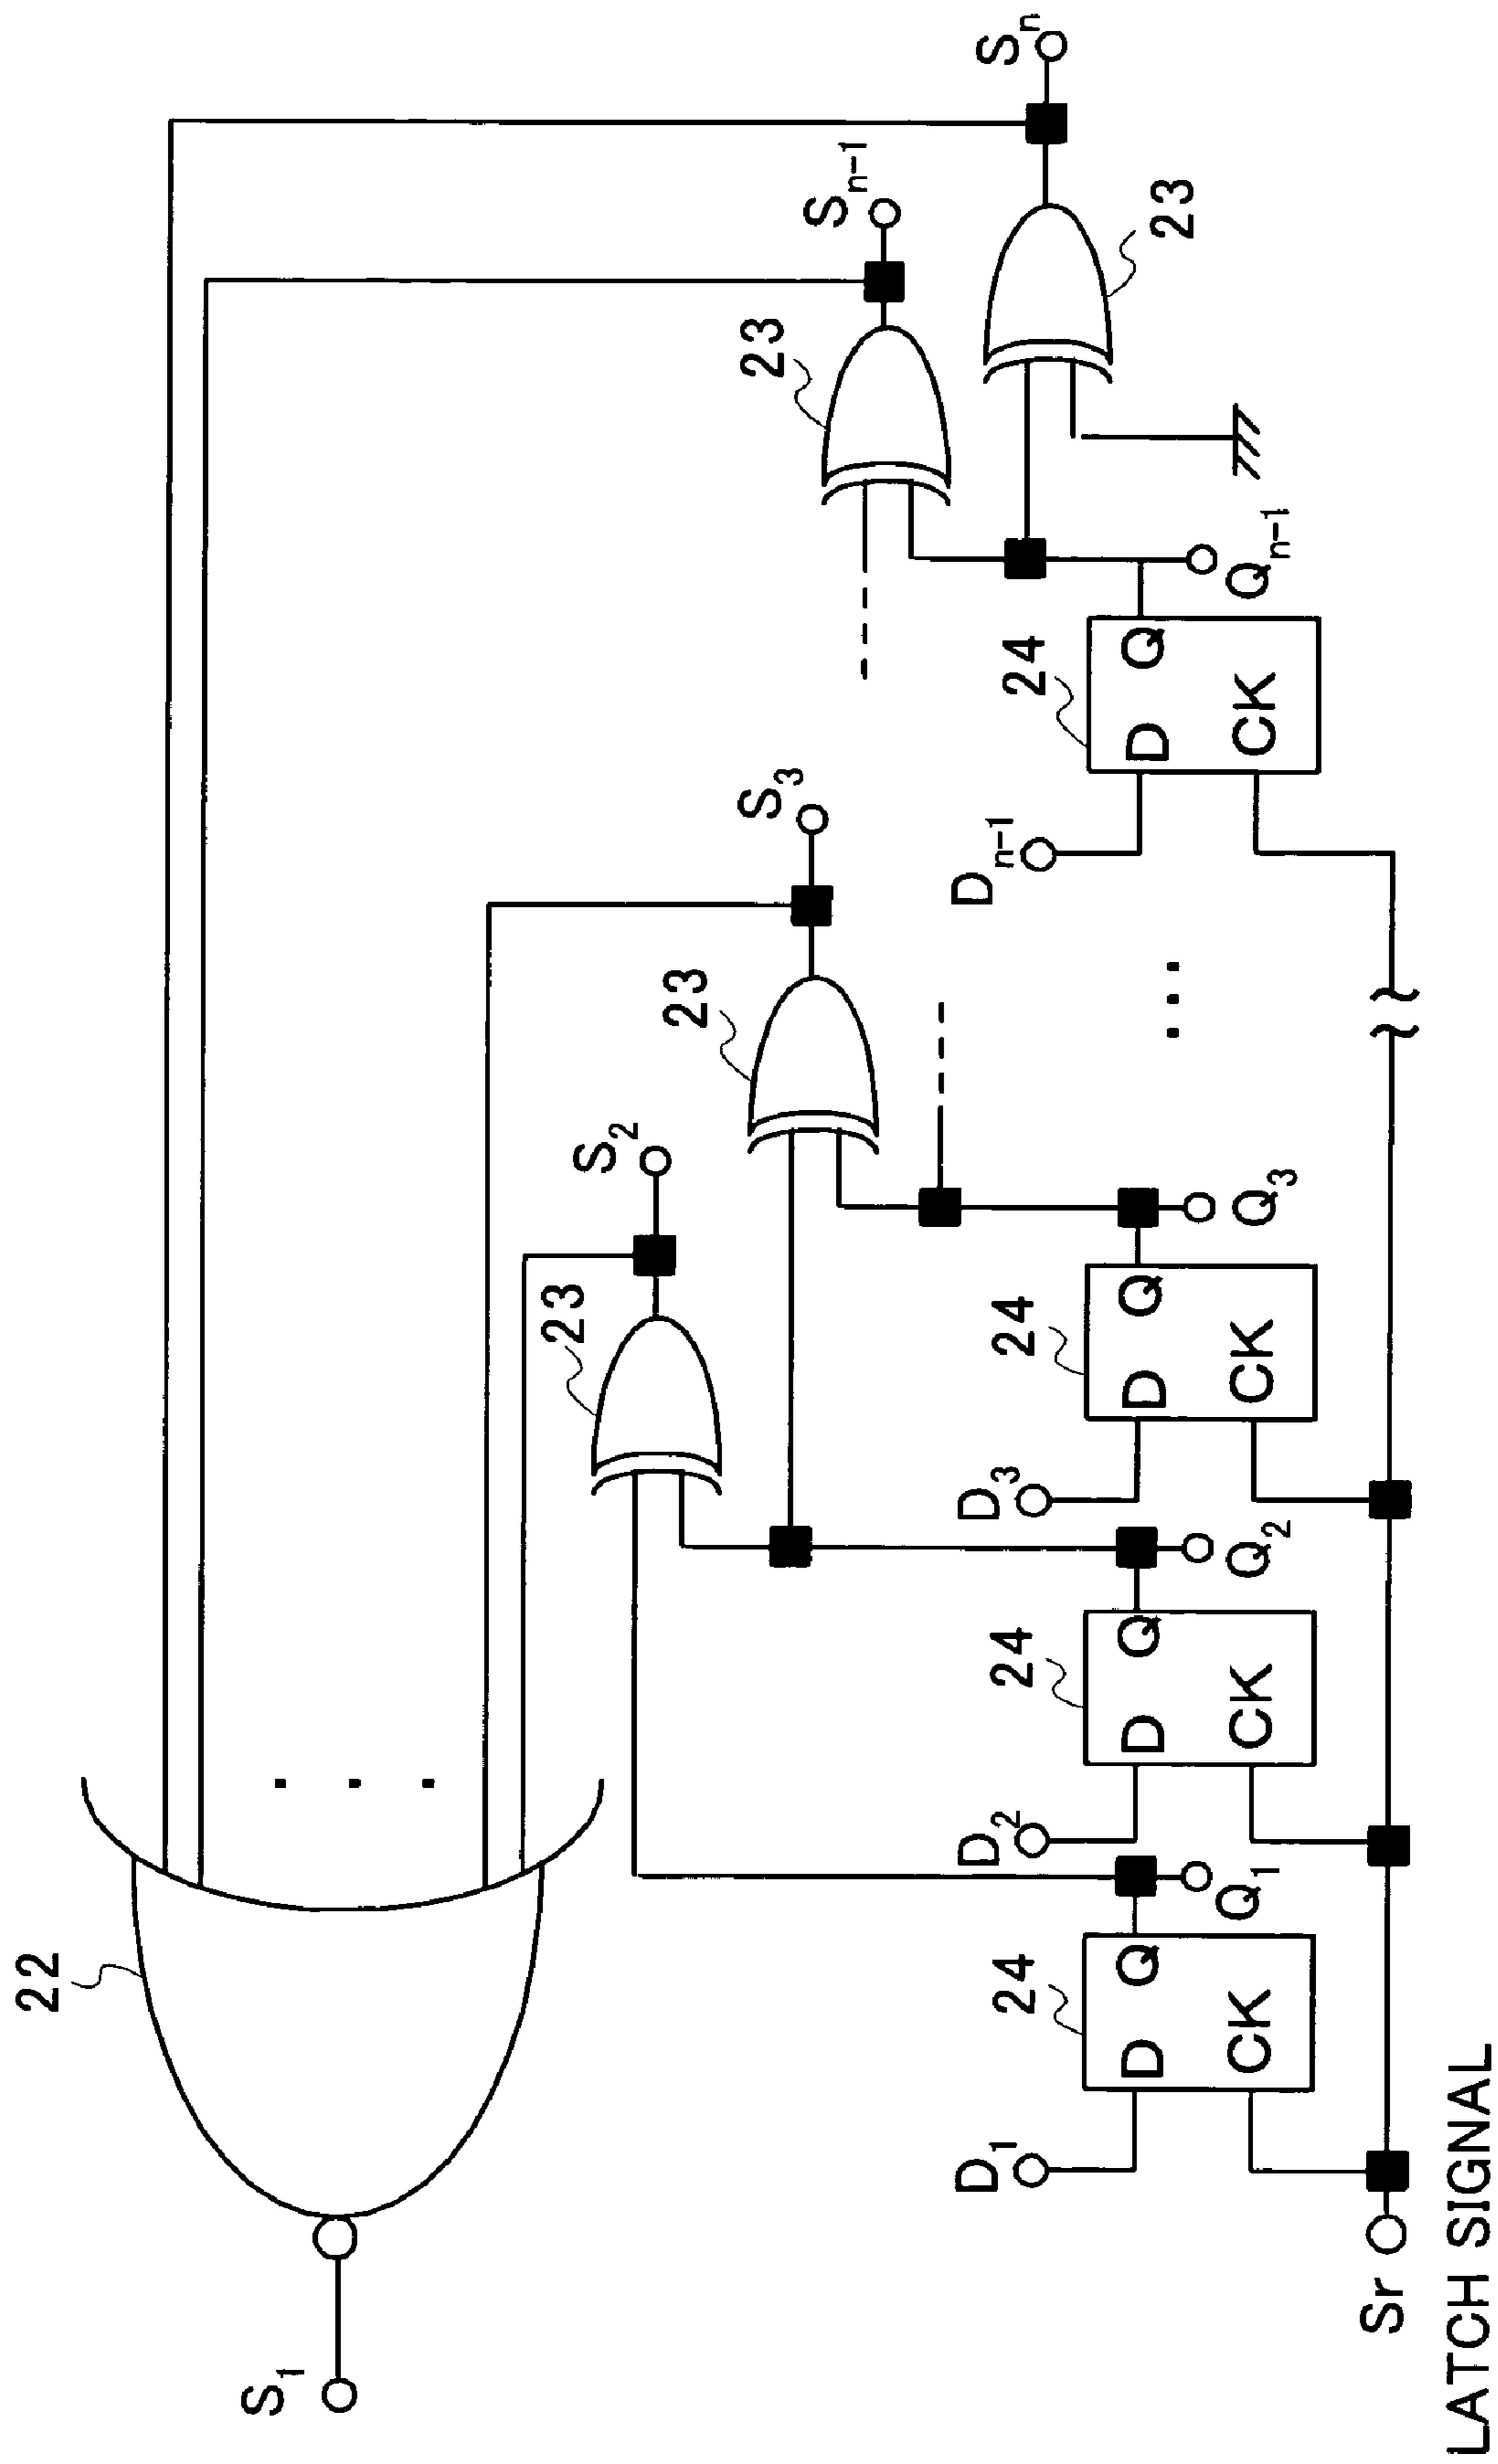 22
S1
S2
S3
Sn-1
Sn
23
23
23
23
D1
D2
D3
Dn-1
24
24
24
24
D Q
CK
D Q
CK
D Q
CK
D Q
CK
Q1
Q2
Q3
Qn-1
Sr
LATCH SIGNAL